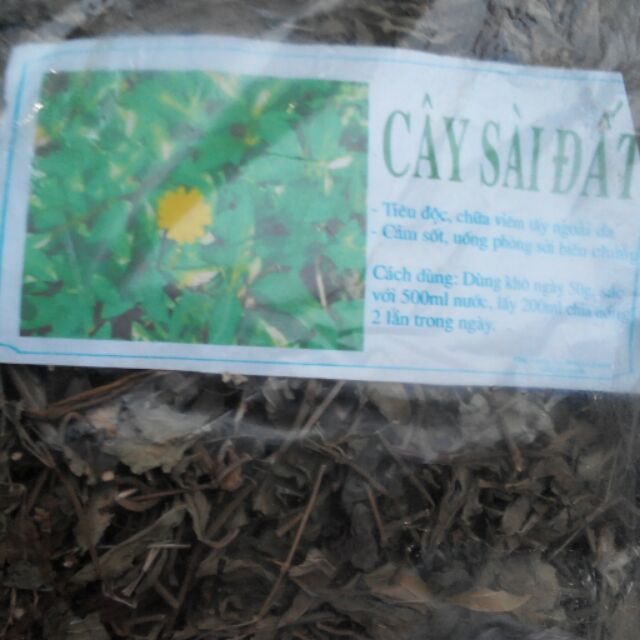 CÂY SÀI ĐẤT
- Tiêu độc, chữa viêm tấy ngoài da
- Cảm sốt, uống phòng sởi biến chứng
Cách dùng: Dùng khô ngày 50g,
với 500ml nước, lấy 200ml chia uống
2 lần trong ngày.